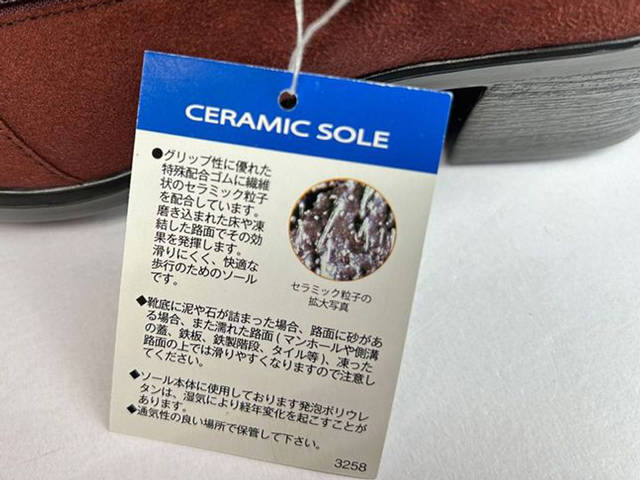 CERAMIC SOLE
●グリップ性に優れた
特殊配合ゴムに繊維
状のセラミック粒子
を配合しています。
磨き込まれた床や凍
結した路面でその効
果を発揮します。
滑りにくく、快適な
歩行のためのソール
です。
セラミック粒子の
拡大写真
◆靴底に泥や石が詰まった場合、路面に砂があ
る場合、また濡れた路面(マンホールや側溝
の蓋、鉄板、鉄製階段、タイル等)、凍った
路面の上では滑りやすくなりますので注意し
てください。
◆ソール本体に使用しております発泡ポリウレ
タンは、湿気により経年変化を起こすことが
あります。
◆通気性の良い場所で保管して下さい。
3258